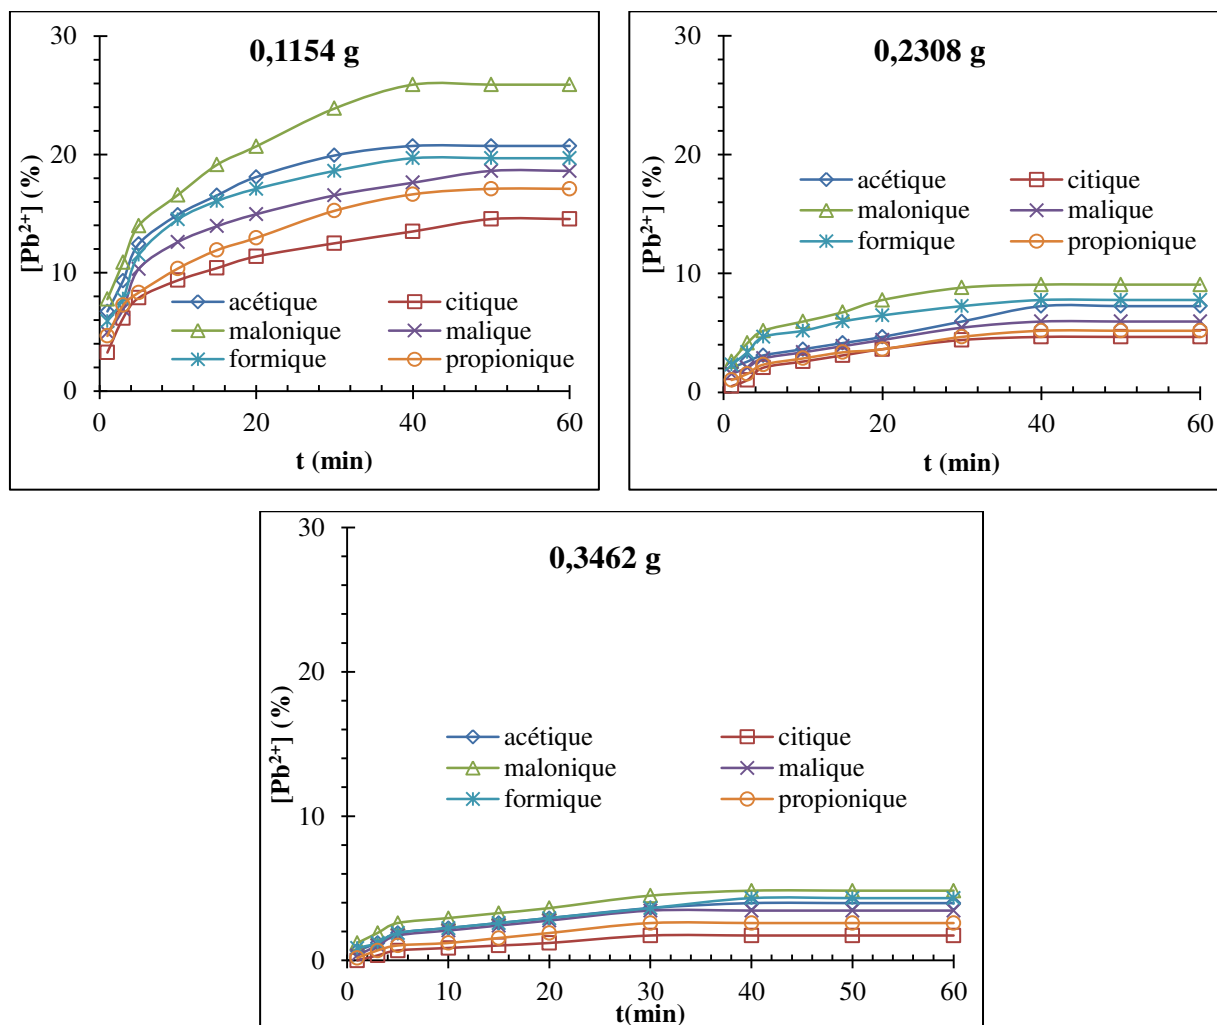 0,1154 g
[Pb²⁺] (%)
30
20
10
0
acétique
citique
malonique
malique
formique
propionique
0 20 40 60
t (min)
0,2308 g
[Pb²⁺] (%)
30
20
10
0
acétique
citique
malonique
malique
formique
propionique
0 20 40 60
t (min)
0,3462 g
[Pb²⁺] (%)
30
20
10
0
acétique
citique
malonique
malique
formique
propionique
0 10 20 30 40 50 60
t(min)